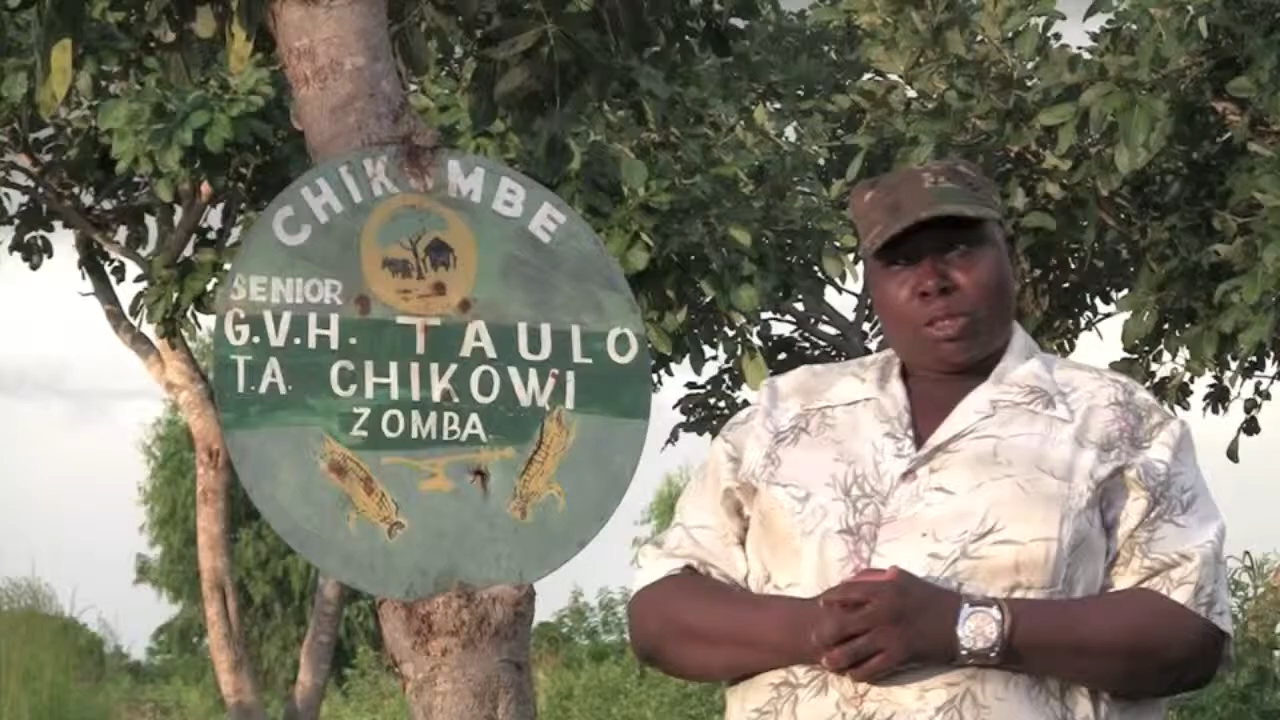 CHIKOMBE
SENIOR
G.V.H. TAULO
T.A. CHIKOWI
ZOMBA